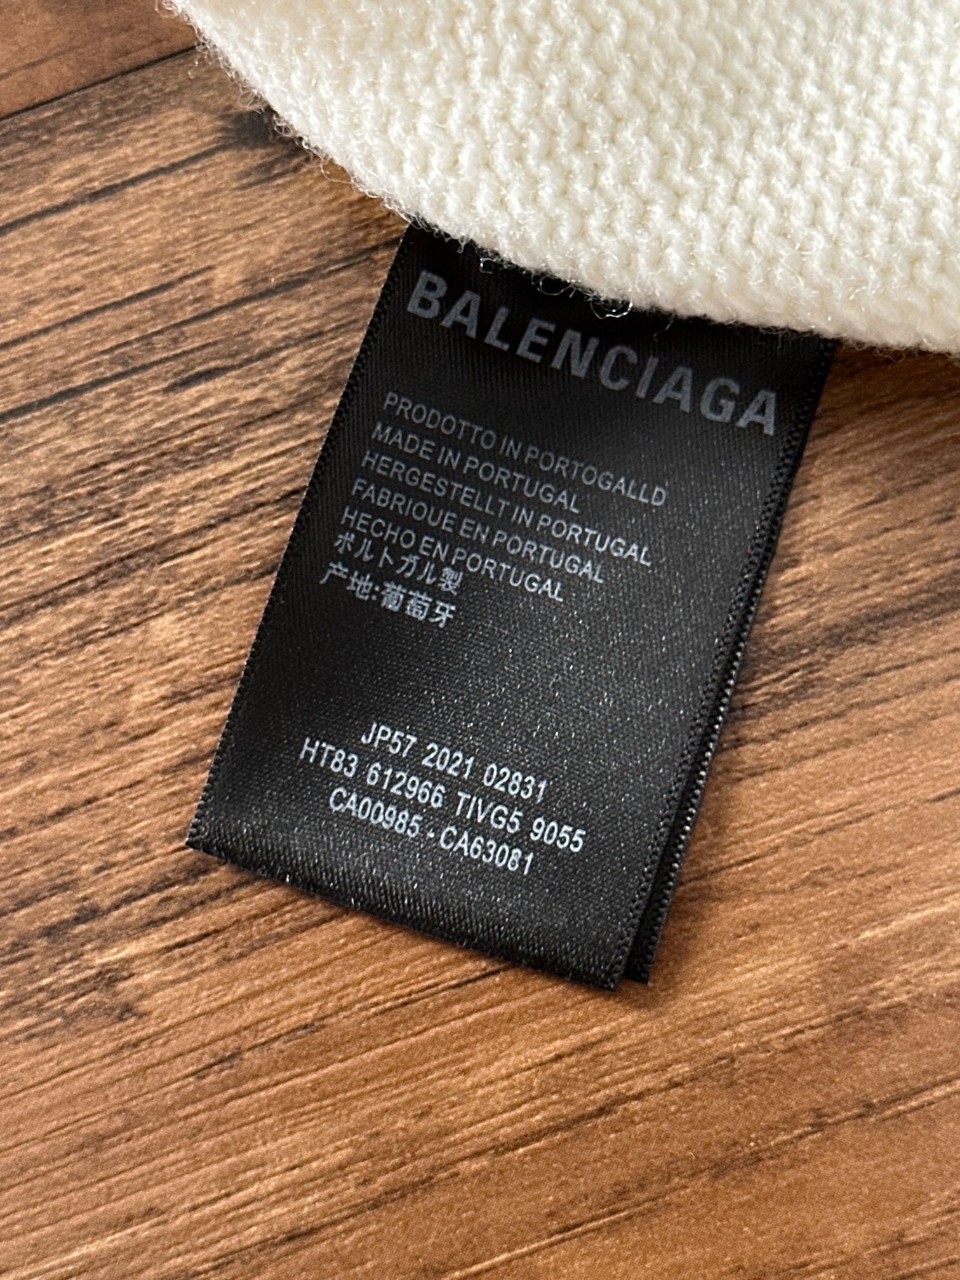 BALENCIAGA
PRODOTTO IN PORTOGALLD
MADE IN PORTUGAL
HERGESTELLT IN PORTUGAL
FABRIOUE EN PORTUGAL
HECHO EN PORTUGAL
ポルトガル製
产地:葡萄牙
JP57 2021 02831
HT83 612966 TIVG5 9055
CA00985 - CA63081